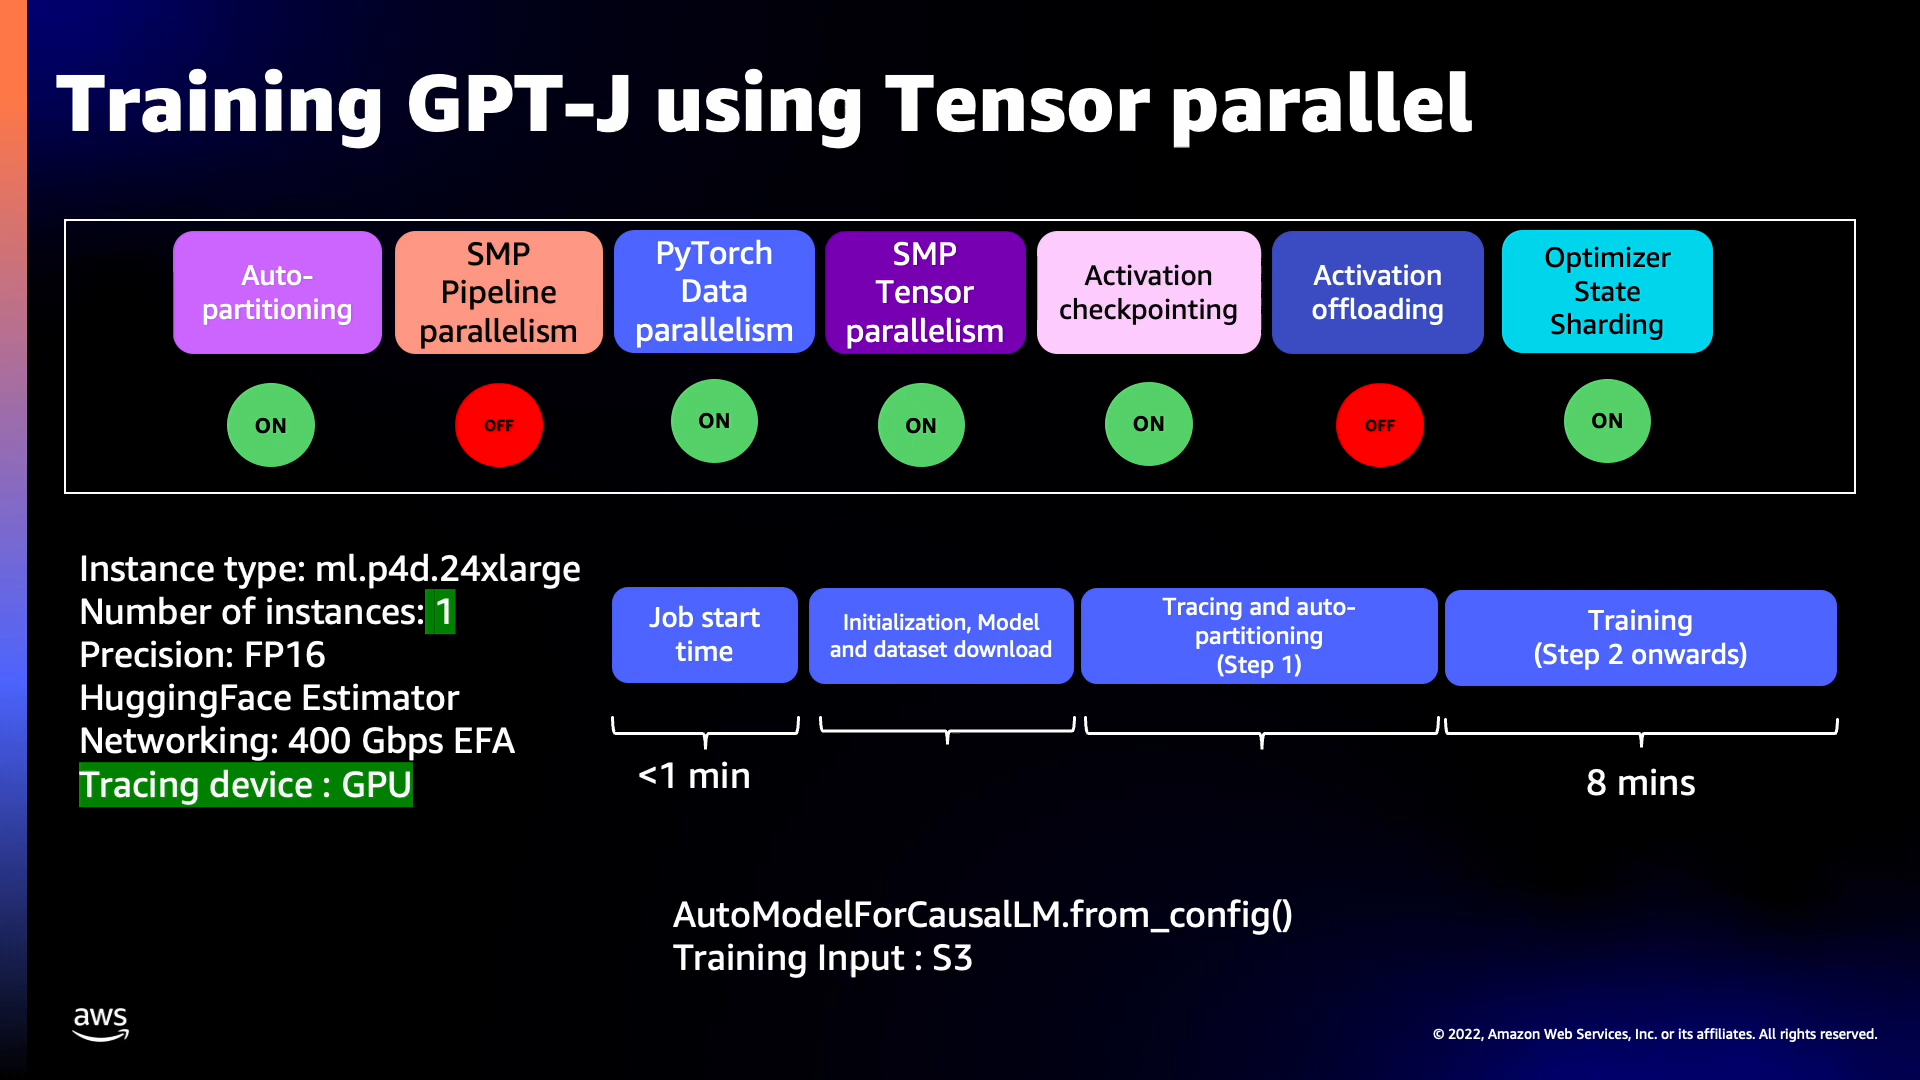 Training GPT-J using Tensor parallel
Auto-
partitioning
SMP
Pipeline
parallelism
PyTorch
Data
parallelism
SMP
Tensor
parallelism
Activation
checkpointing
Activation
offloading
Optimizer
State
Sharding
ON
OFF
ON
ON
ON
OFF
ON
Instance type: ml.p4d.24xlarge
Number of instances: 1
Precision: FP16
HuggingFace Estimator
Networking: 400 Gbps EFA
Tracing device : GPU
Job start
time
Initialization, Model
and dataset download
Tracing and auto-
partitioning
(Step 1)
Training
(Step 2 onwards)
<1 min
8 mins
AutoModelForCausalLM.from_config()
Training Input : S3
aws
© 2022, Amazon Web Services, Inc. or its affiliates. All rights reserved.